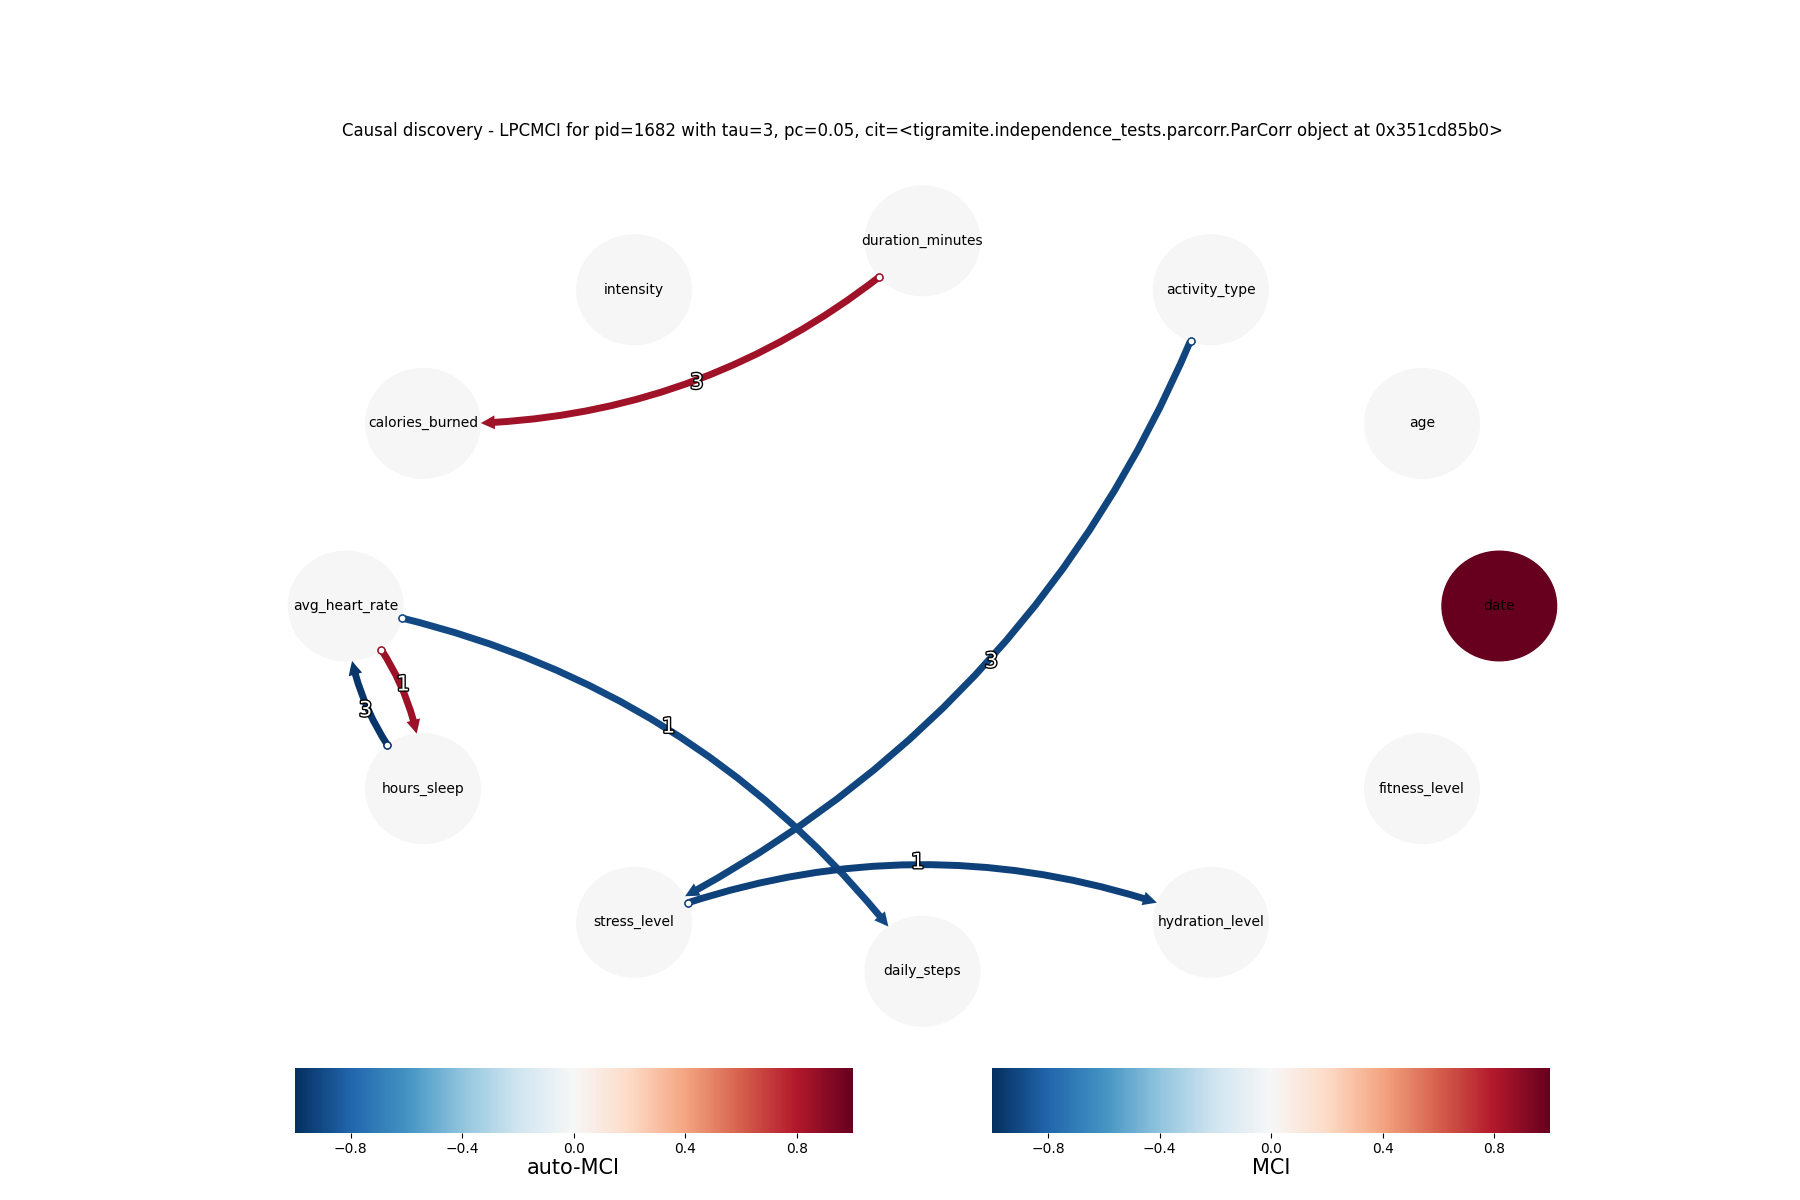 Causal discovery - LPCMCI for pid=1682 with tau=3, pc=0.05, cit=<tigramite.independence_tests.parcorr.ParCorr object at 0x351cd85b0>
duration_minutes
intensity
activity_type
3
calories_burned
age
avg_heart_rate
date
3
1
3
1
hours_sleep
fitness_level
1
stress_level
hydration_level
daily_steps
−0.8 −0.4 0.0 0.4 0.8
auto-MCI
−0.8 −0.4 0.0 0.4 0.8
MCI